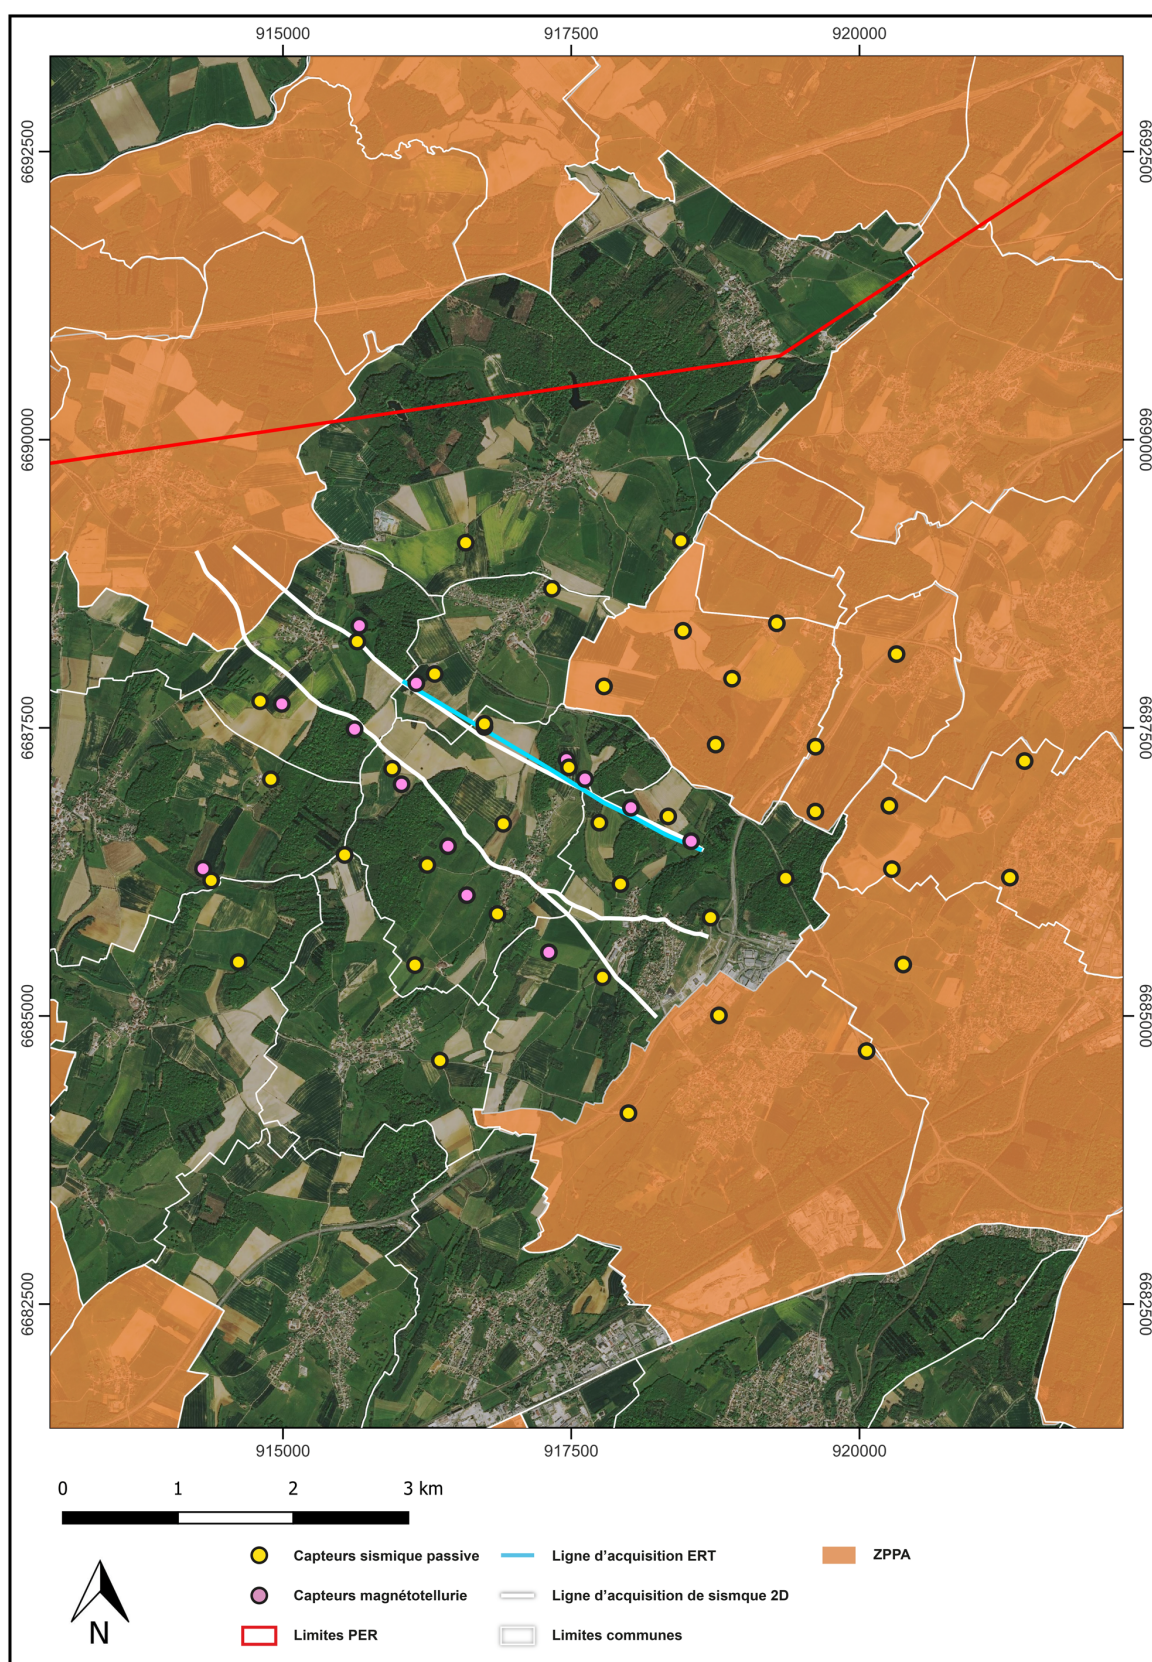 915000 917500 920000
6692500 6692500
6690000 6690000
6687500 6687500
6685000 6685000
6682500 6682500
915000 917500 920000
0 1 2 3 km
Capteurs sismique passive Ligne d'acquisition ERT ZPPA
Capteurs magnétotellurie Ligne d'acquisition de sismque 2D
N Limites PER Limites communes